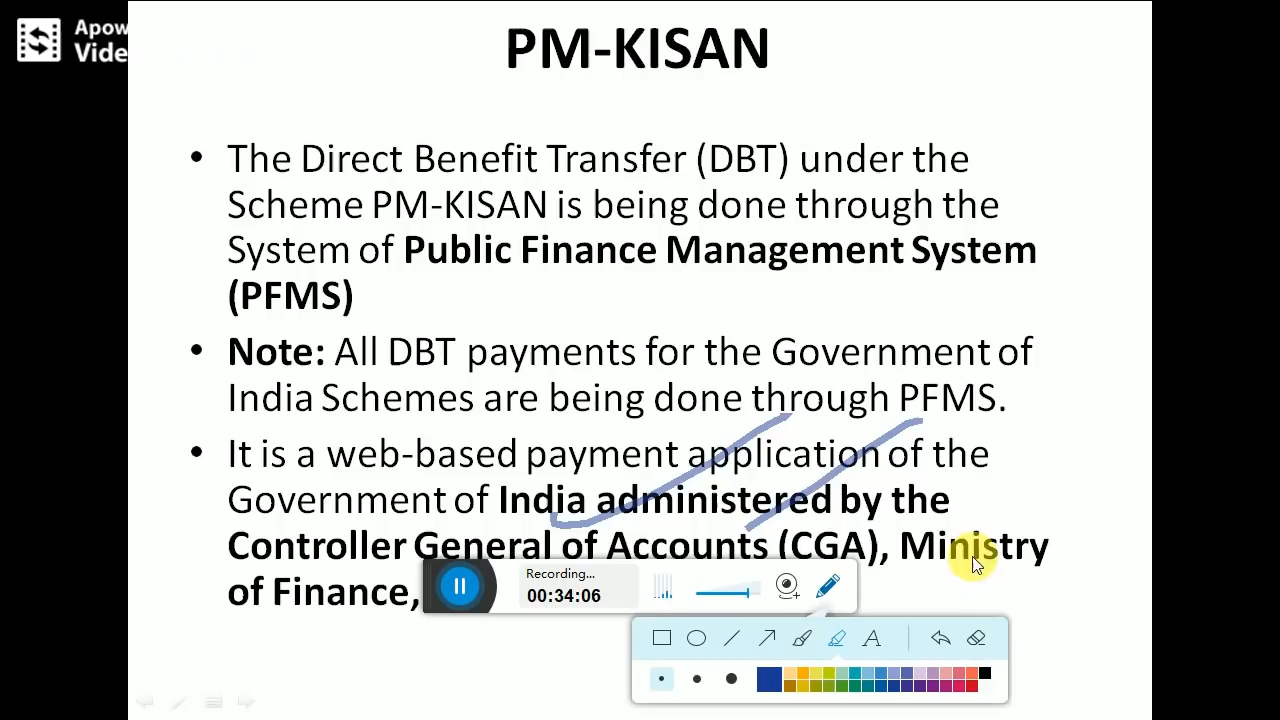 Apow
Vide
PM-KISAN
• The Direct Benefit Transfer (DBT) under the
Scheme PM-KISAN is being done through the
System of Public Finance Management System
(PFMS)
• Note: All DBT payments for the Government of
India Schemes are being done through PFMS.
• It is a web-based payment application of the
Government of India administered by the
Controller General of Accounts (CGA), Ministry
of Finance,
Recording...
00:34:06
A